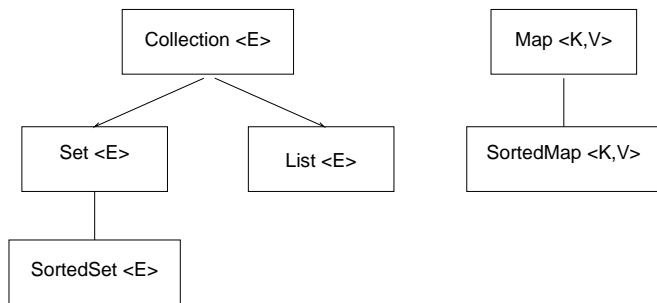 Collection <E>
Map <K,V>
Set <E>
List <E>
SortedMap <K,V>
SortedSet <E>